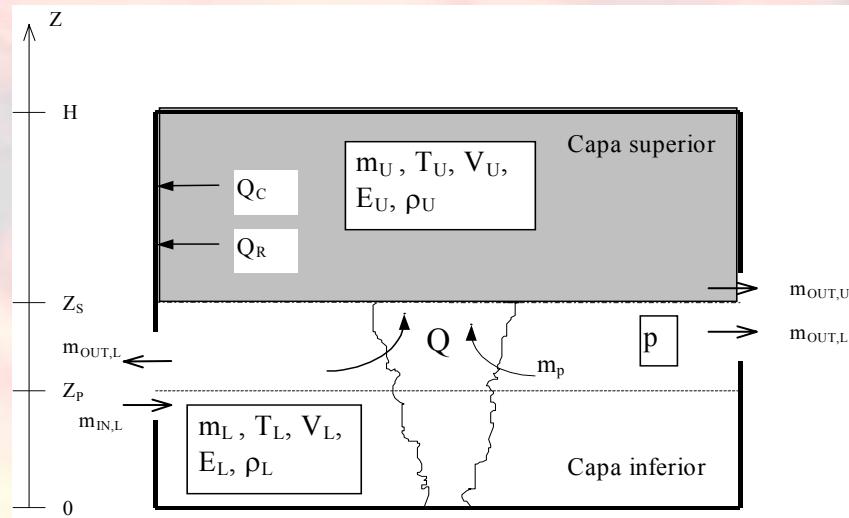 Z
H
Capa superior
m_U , T_U, V_U,
E_U, ρ_U
Q_C
Q_R
m_OUT,U
Z_S
m_OUT,L
Q
p
m_OUT,L
m_p
Z_P
m_IN,L
m_L , T_L, V_L,
E_L, ρ_L
Capa inferior
0